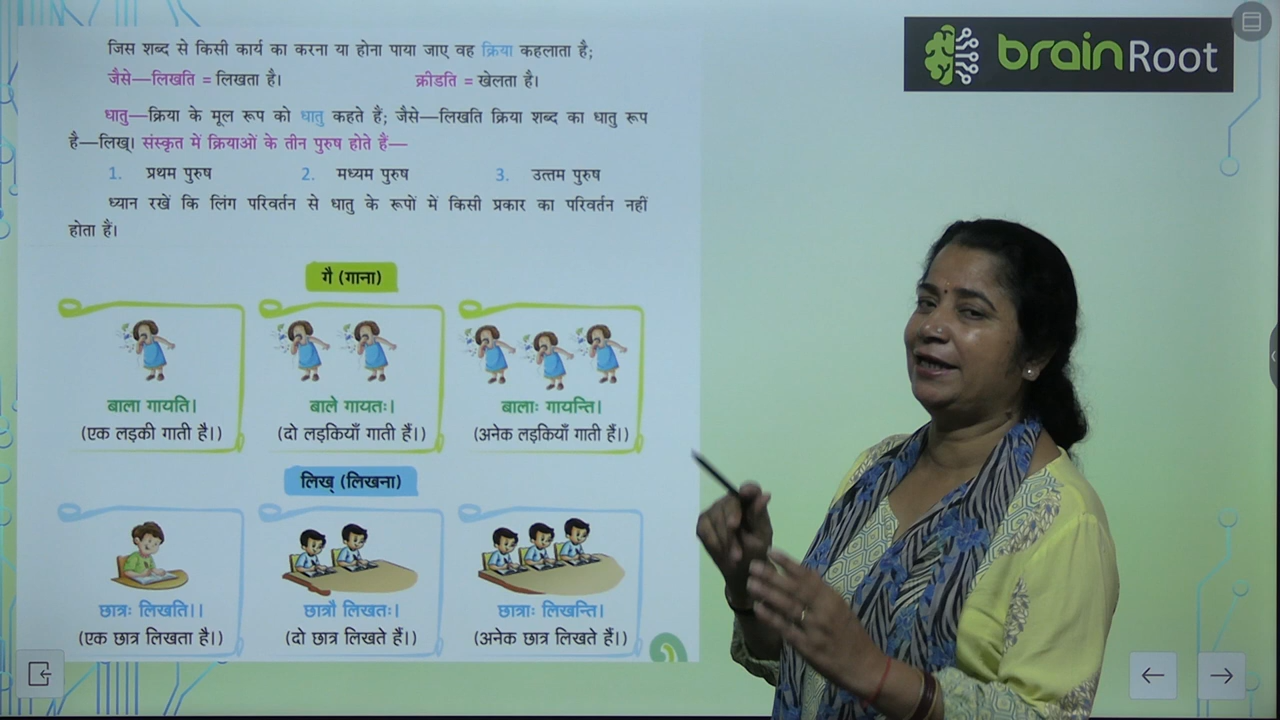 जिस शब्द से किसी कार्य का करना या होना पाया जाए वह क्रिया कहलाता है;
जैसे—लिखति = लिखता है। क्रीडति = खेलता है।
धातु—क्रिया के मूल रूप को धातु कहते हैं; जैसे—लिखति क्रिया शब्द का धातु रूप
है—लिख्। संस्कृत में क्रियाओं के तीन पुरुष होते हैं—
1. प्रथम पुरुष 2. मध्यम पुरुष 3. उत्तम पुरुष
ध्यान रखें कि लिंग परिवर्तन से धातु के रूपों में किसी प्रकार का परिवर्तन नहीं
होता हैं।
गै (गाना)
बाला गायति। बाले गायतः। बालाः गायन्ति।
(एक लड़की गाती है।) (दो लड़कियाँ गाती हैं।) (अनेक लड़कियाँ गाती हैं।)
लिख् (लिखना)
छात्रः लिखति।। छात्रौ लिखतः। छात्राः लिखन्ति।
(एक छात्र लिखता है।) (दो छात्र लिखते हैं।) (अनेक छात्र लिखते हैं।)
brainRoot